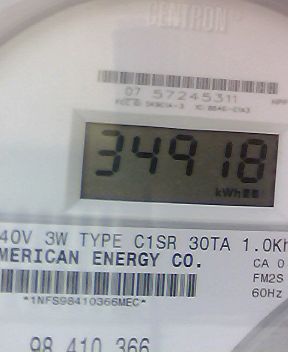 CENTRON
07 57245311
34918
kWh
40V 3W TYPE C1SR 30TA 1.0Kh
MERICAN ENERGY CO.
CA 0
FM2S
60Hz
*1NFS98410366MEC*
98 410 366